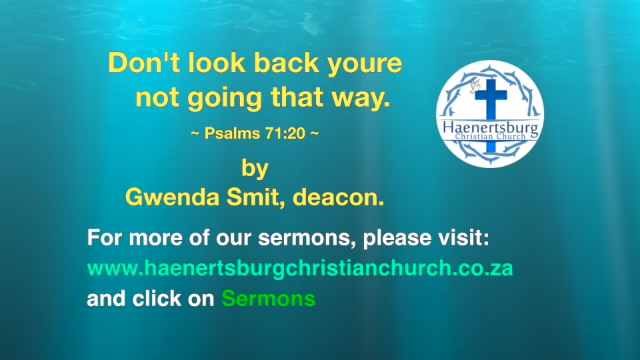 Don't look back youre
not going that way.
~ Psalms 71:20 ~
by
Gwenda Smit, deacon.
Haenertsburg
Christian Church
For more of our sermons, please visit:
www.haenertsburgchristianchurch.co.za
and click on Sermons